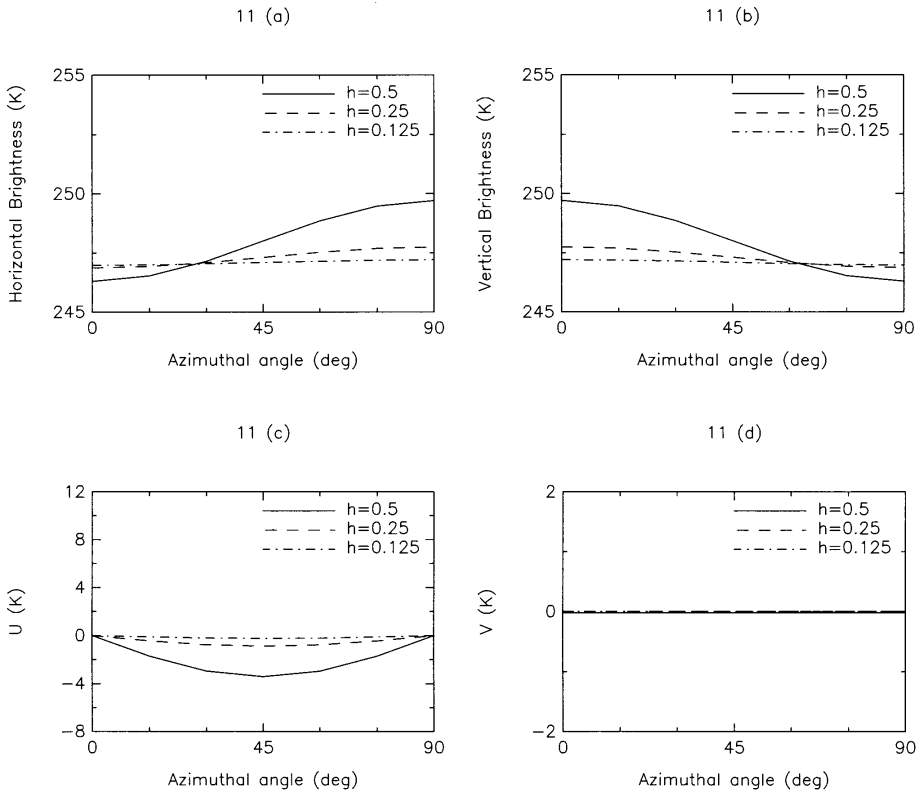 11 (a)
255
250
245
Horizontal Brightness (K)
h=0.5
h=0.25
h=0.125
0
45
90
Azimuthal angle (deg)
11 (b)
255
250
245
Vertical Brightness (K)
h=0.5
h=0.25
h=0.125
0
45
90
Azimuthal angle (deg)
11 (c)
12
8
4
0
−4
−8
U (K)
h=0.5
h=0.25
h=0.125
0
45
90
Azimuthal angle (deg)
11 (d)
2
0
−2
V (K)
h=0.5
h=0.25
h=0.125
0
45
90
Azimuthal angle (deg)